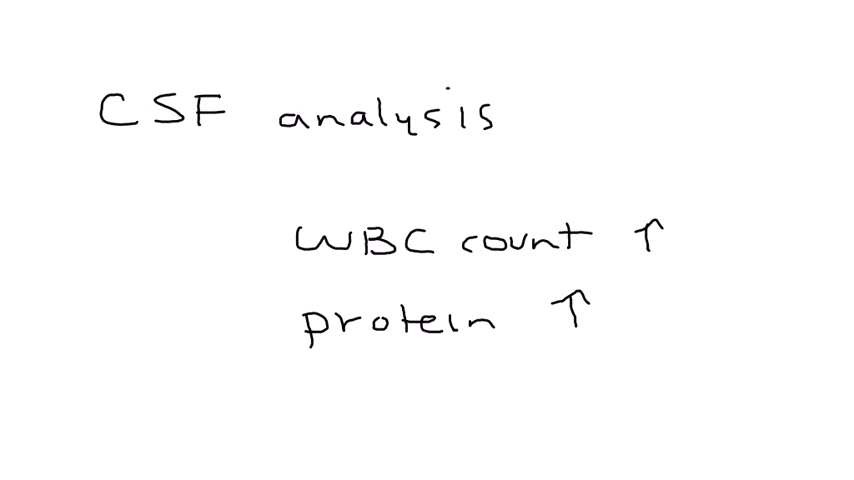 CSF analysis
WBC count ↑
protein ↑